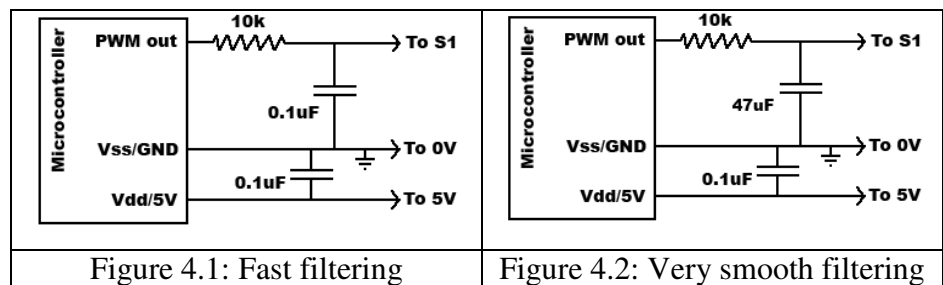 Microcontroller
10k
PWM out
To S1
0.1uF
Vss/GND
To 0V
0.1uF
Vdd/5V
To 5V
Figure 4.1: Fast filtering
Microcontroller
10k
PWM out
To S1
47uF
Vss/GND
To 0V
0.1uF
Vdd/5V
To 5V
Figure 4.2: Very smooth filtering